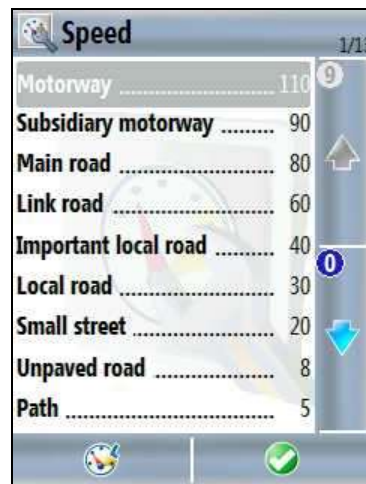 Speed
1/13
Motorway .................... 110
9
Subsidiary motorway ......... 90
Main road .................... 80
Link road .................... 60
Important local road ......... 40
0
Local road .................... 30
Small street .................... 20
Unpaved road .................... 8
Path .................... 5